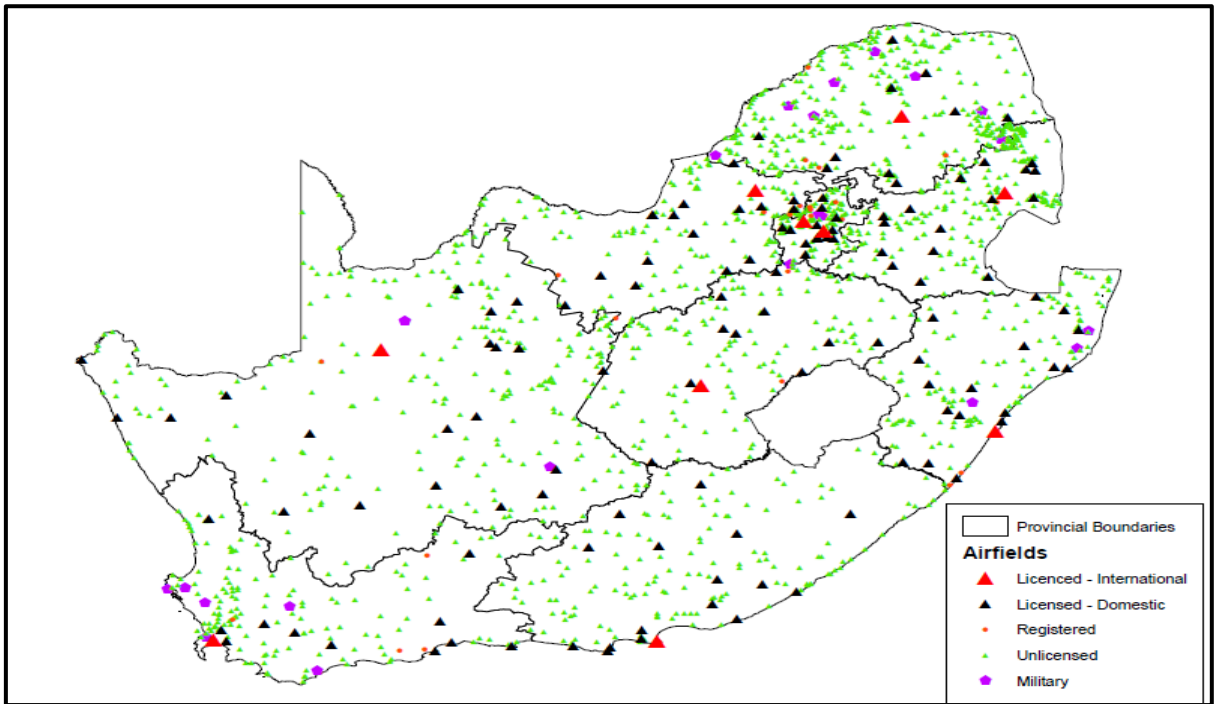 Provincial Boundaries
Airfields
Licenced - International
Licensed - Domestic
Registered
Unlicensed
Military